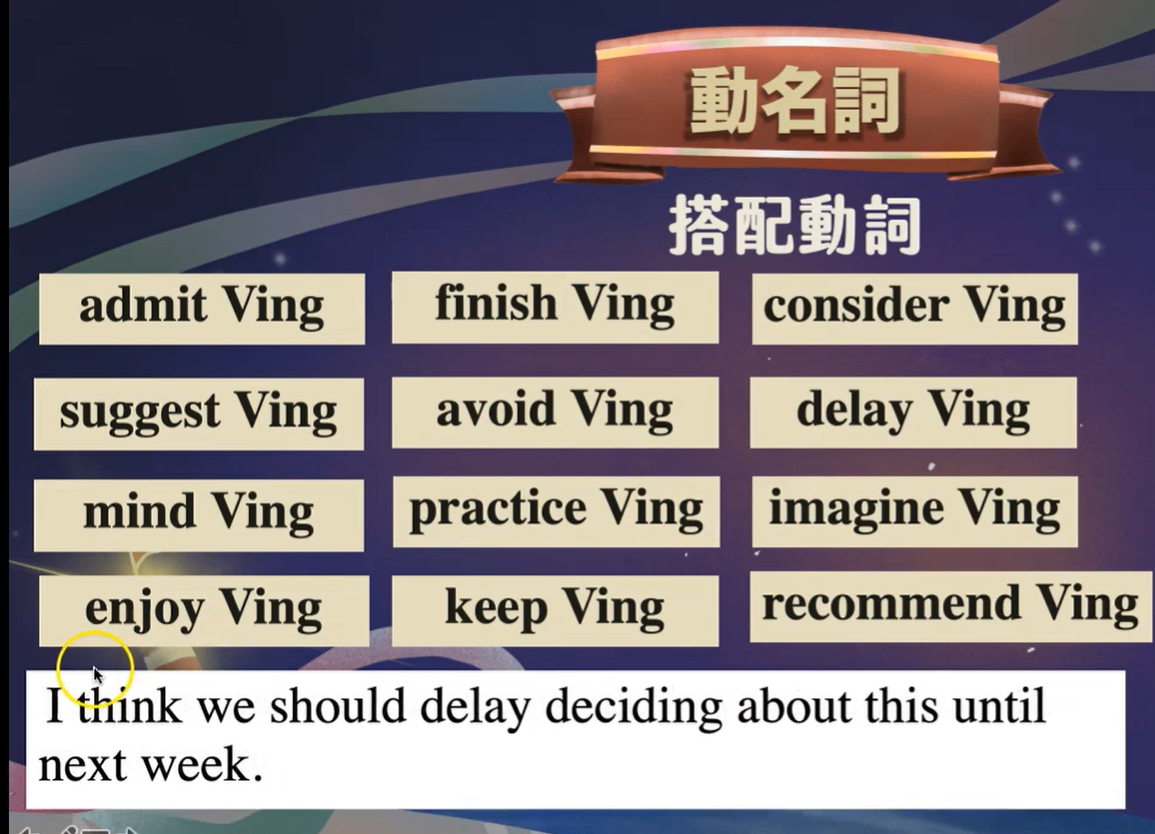 動名詞
搭配動詞
admit Ving
finish Ving
consider Ving
suggest Ving
avoid Ving
delay Ving
mind Ving
practice Ving
imagine Ving
enjoy Ving
keep Ving
recommend Ving
I think we should delay deciding about this until
next week.